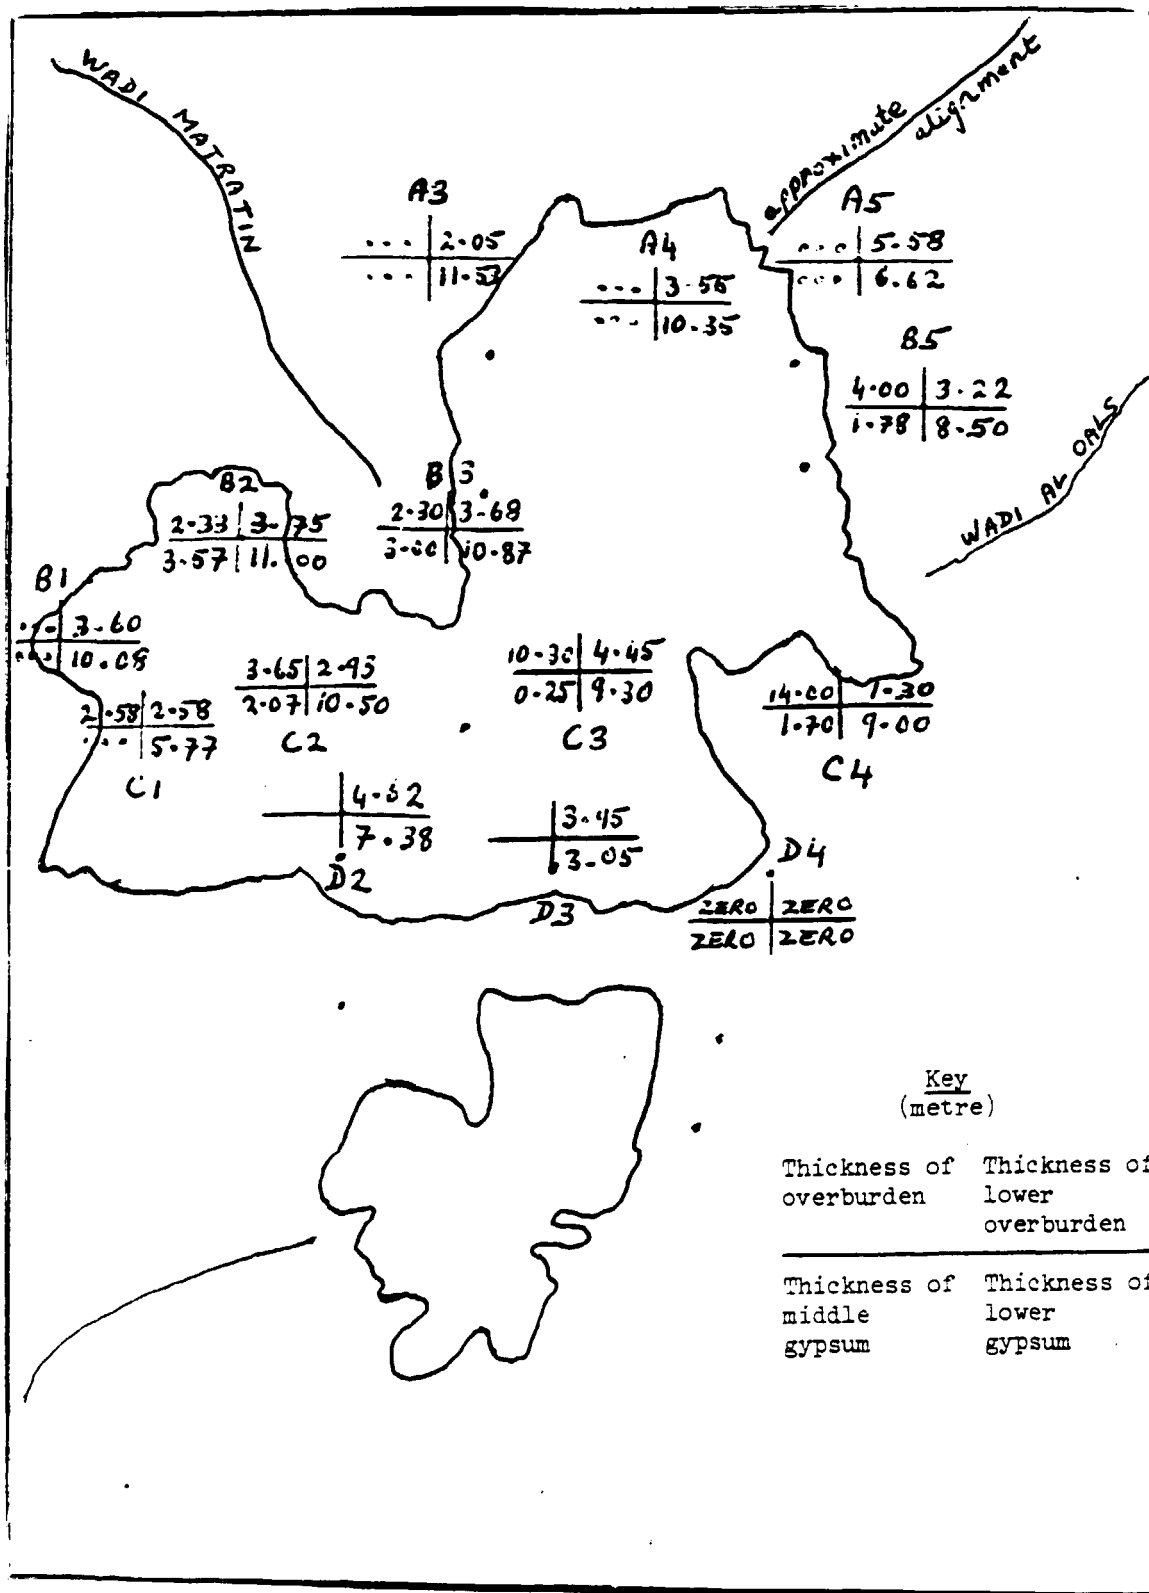 WADI MATRATIN
approximate
alignment
A3
... | 2.05
... | 11.53
A4
... | 3.55
... | 10.35
A5
... | 5.58
... | 6.62
B5
4.00 | 3.22
1.78 | 8.50
WADI AL QALS
B3
2.30 | 3.68
3.00 | 10.87
B2
2.33 | 3.75
3.57 | 11.00
B1
... | 3.60
... | 10.08
3.65 | 2.93
2.07 | 10.50
C2
10.30 | 4.45
0.25 | 9.30
C3
14.00 | 1.30
1.70 | 9.00
C4
2.58 | 2.58
... | 5.77
C1
4.62
7.38
D2
3.45
3.05
D3
D4
ZERO | ZERO
ZERO | ZERO
Key
(metre)
Thickness of overburden
Thickness of lower overburden
Thickness of middle gypsum
Thickness of lower gypsum